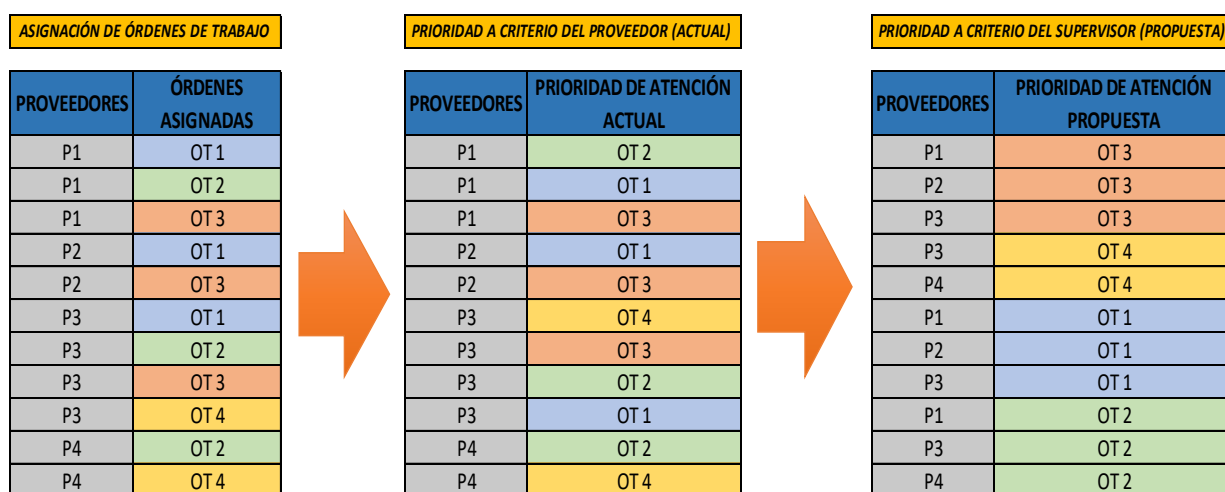 ASIGNACIÓN DE ÓRDENES DE TRABAJO
PROVEEDORES ÓRDENES ASIGNADAS
P1 OT 1
P1 OT 2
P1 OT 3
P2 OT 1
P2 OT 3
P3 OT 1
P3 OT 2
P3 OT 3
P3 OT 4
P4 OT 2
P4 OT 4
PRIORIDAD A CRITERIO DEL PROVEEDOR (ACTUAL)
PROVEEDORES PRIORIDAD DE ATENCIÓN ACTUAL
P1 OT 2
P1 OT 1
P1 OT 3
P2 OT 1
P2 OT 3
P3 OT 4
P3 OT 3
P3 OT 2
P3 OT 1
P4 OT 2
P4 OT 4
PRIORIDAD A CRITERIO DEL SUPERVISOR (PROPUESTA)
PROVEEDORES PRIORIDAD DE ATENCIÓN PROPUESTA
P1 OT 3
P2 OT 3
P3 OT 3
P3 OT 4
P4 OT 4
P1 OT 1
P2 OT 1
P3 OT 1
P1 OT 2
P3 OT 2
P4 OT 2